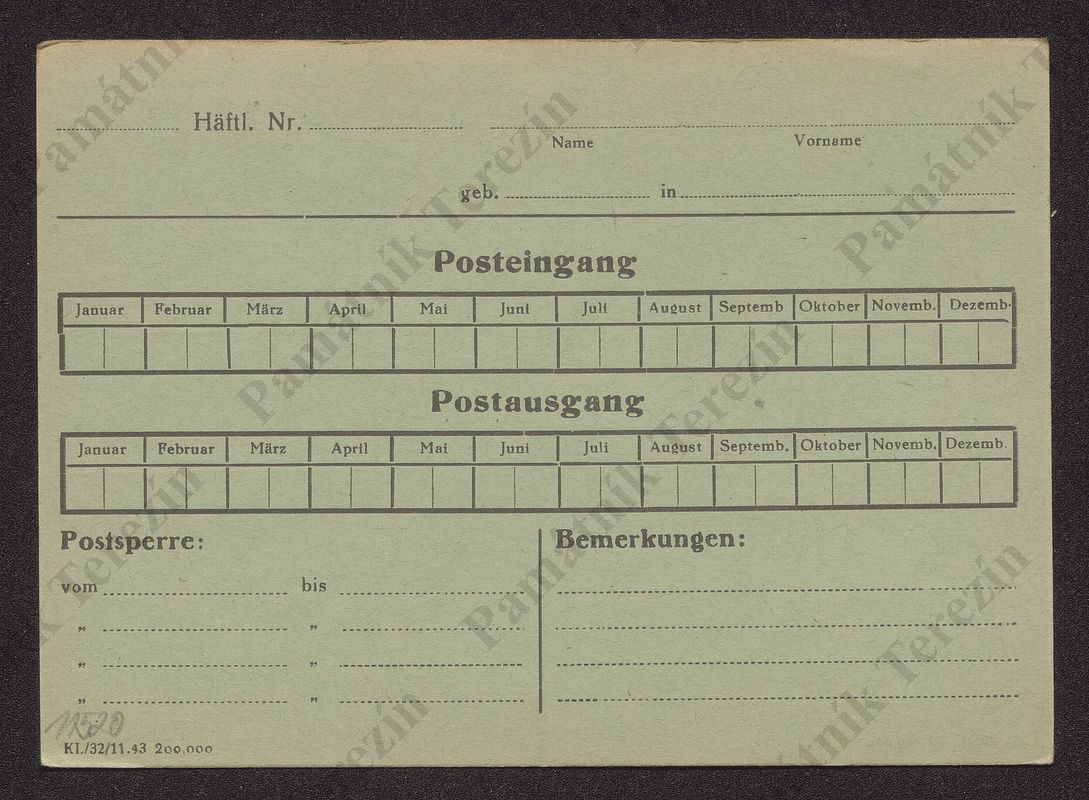 Häftl. Nr.
Name Vorname
geb. in
Posteingang
Januar Februar März April Mai Juni Juli August Septemb Oktober Novemb. Dezemb.
Postausgang
Januar Februar März April Mai Juni Juli August Septemb. Oktober Novemb. Dezemb.
Postsperre: Bemerkungen:
vom bis
„ „
„ „
„ „
KL/32/11.43 200,000
Památník Terezín